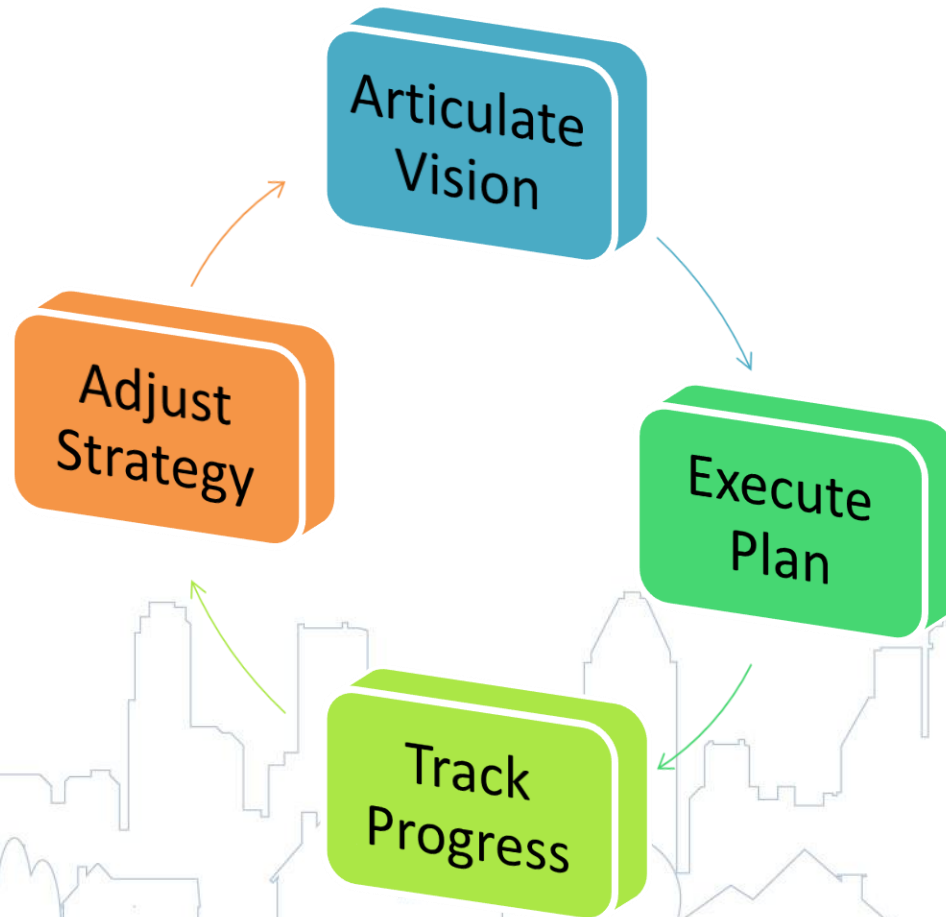 Articulate
Vision
Execute
Plan
Track
Progress
Adjust
Strategy